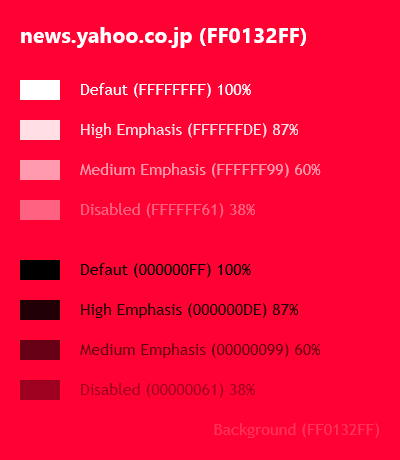 news.yahoo.co.jp (FF0132FF)
Defaut (FFFFFFFF) 100%
High Emphasis (FFFFFFDE) 87%
Medium Emphasis (FFFFFF99) 60%
Disabled (FFFFFF61) 38%
Defaut (000000FF) 100%
High Emphasis (000000DE) 87%
Medium Emphasis (00000099) 60%
Disabled (00000061) 38%
Background (FF0132FF)